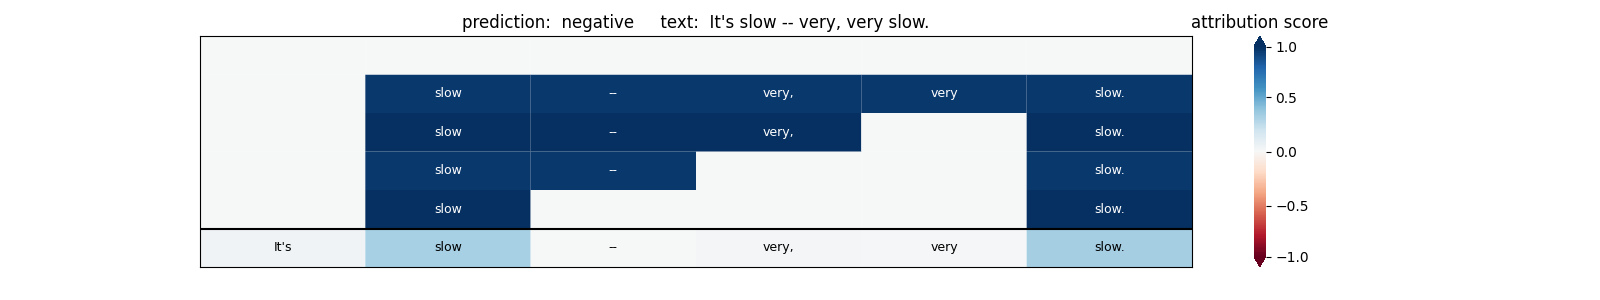 prediction:  negative     text:  It's slow -- very, very slow.
attribution score
slow -- very, very slow.
slow -- very, slow.
slow -- slow.
slow slow.
It's slow -- very, very slow.
1.0
0.5
0.0
−0.5
−1.0